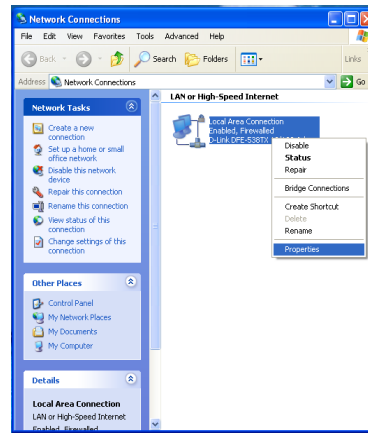 Network Connections
File Edit View Favorites Tools Advanced Help
Back Search Folders Links
Address Network Connections Go
Network Tasks
Create a new
connection
Set up a home or small
office network
Disable this network
device
Repair this connection
Rename this connection
View status of this
connection
Change settings of this
connection
Other Places
Control Panel
My Network Places
My Documents
My Computer
Details
Local Area Connection
LAN or High-Speed Internet
Enabled, Firewalled
LAN or High-Speed Internet
Local Area Connection
Enabled, Firewalled
D-Link DFE-538TX
Disable
Status
Repair
Bridge Connections
Create Shortcut
Delete
Rename
Properties